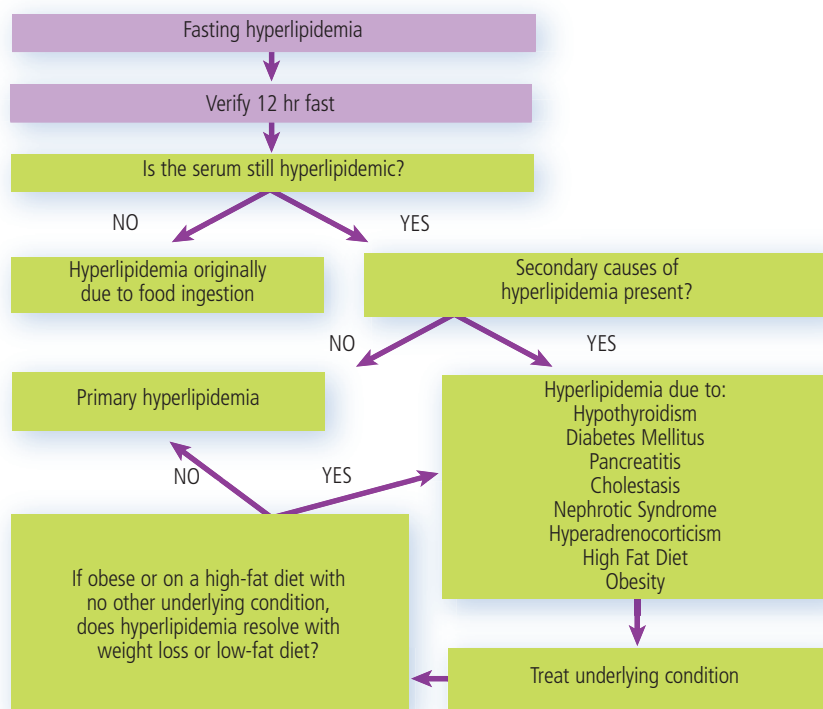 Fasting hyperlipidemia
Verify 12 hr fast
Is the serum still hyperlipidemic?
NO
YES
Hyperlipidemia originally
due to food ingestion
Secondary causes of
hyperlipidemia present?
NO
YES
Primary hyperlipidemia
Hyperlipidemia due to:
Hypothyroidism
Diabetes Mellitus
Pancreatitis
Cholestasis
Nephrotic Syndrome
Hyperadrenocorticism
High Fat Diet
Obesity
NO
YES
If obese or on a high-fat diet with
no other underlying condition,
does hyperlipidemia resolve with
weight loss or low-fat diet?
Treat underlying condition